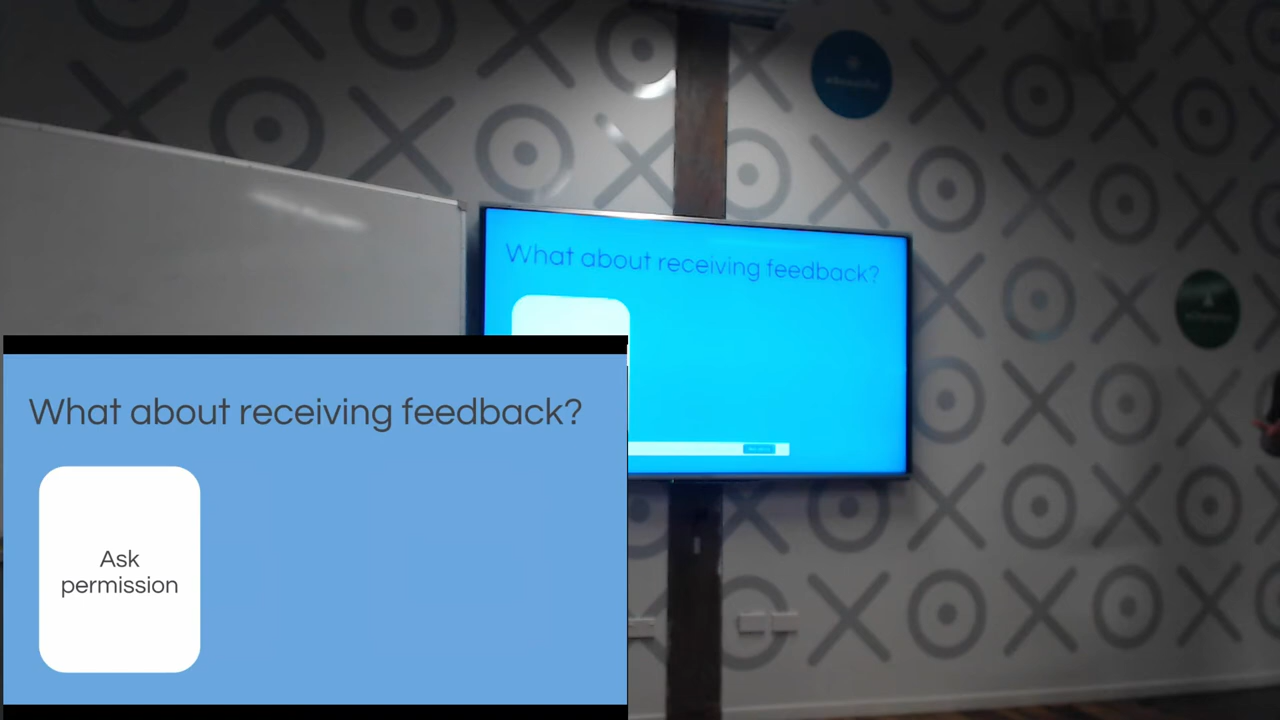 What about receiving feedback?
What about receiving feedback?
Ask
permission